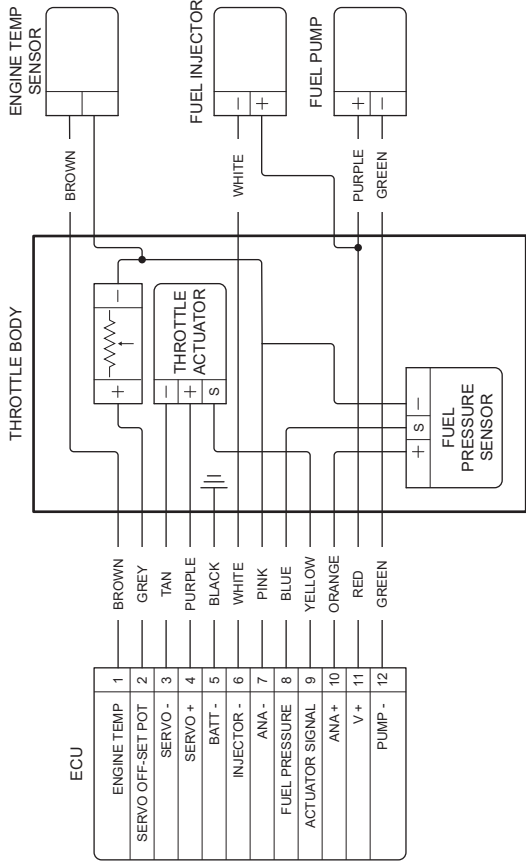 THROTTLE BODY
ECU
ENGINE TEMP 1
SERVO OFF-SET POT 2
SERVO - 3
SERVO + 4
BATT - 5
INJECTOR - 6
ANA - 7
FUEL PRESSURE 8
ACTUATOR SIGNAL 9
ANA + 10
V + 11
PUMP - 12
BROWN
GREY
TAN
PURPLE
BLACK
WHITE
PINK
BLUE
YELLOW
ORANGE
RED
GREEN
+ -
THROTTLE
ACTUATOR
-
+
S
+ S -
FUEL
PRESSURE
SENSOR
BROWN
WHITE
PURPLE
GREEN
ENGINE TEMP
SENSOR
FUEL INJECTOR
-
+
FUEL PUMP
+
-